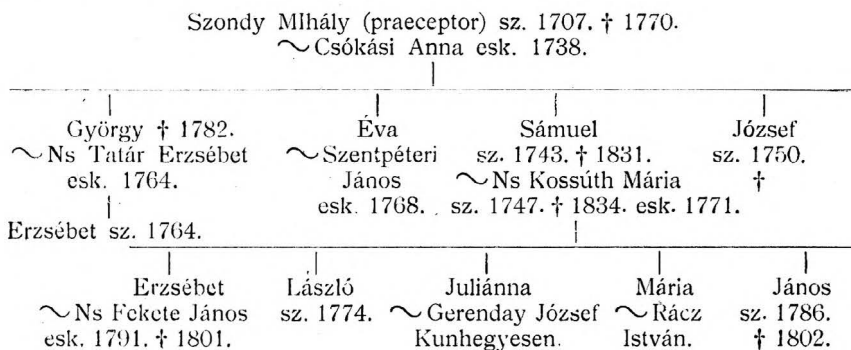 Szondy MIhály (praeceptor) sz. 1707. † 1770.
~Csókási Anna esk. 1738.
György † 1782. Éva Sámuel József
~Ns Tatár Erzsébet ~Szentpéteri sz. 1743. † 1831. sz. 1750.
esk. 1764. János ~Ns Kossúth Mária †
esk. 1768. sz. 1747. † 1834. esk. 1771.
Erzsébet sz. 1764.
Erzsébet László Juliánna Mária János
~Ns Fekete János sz. 1774. ~Gerenday József ~Rácz sz. 1786.
esk. 1791. † 1801. Kunhegyesen. István. † 1802.